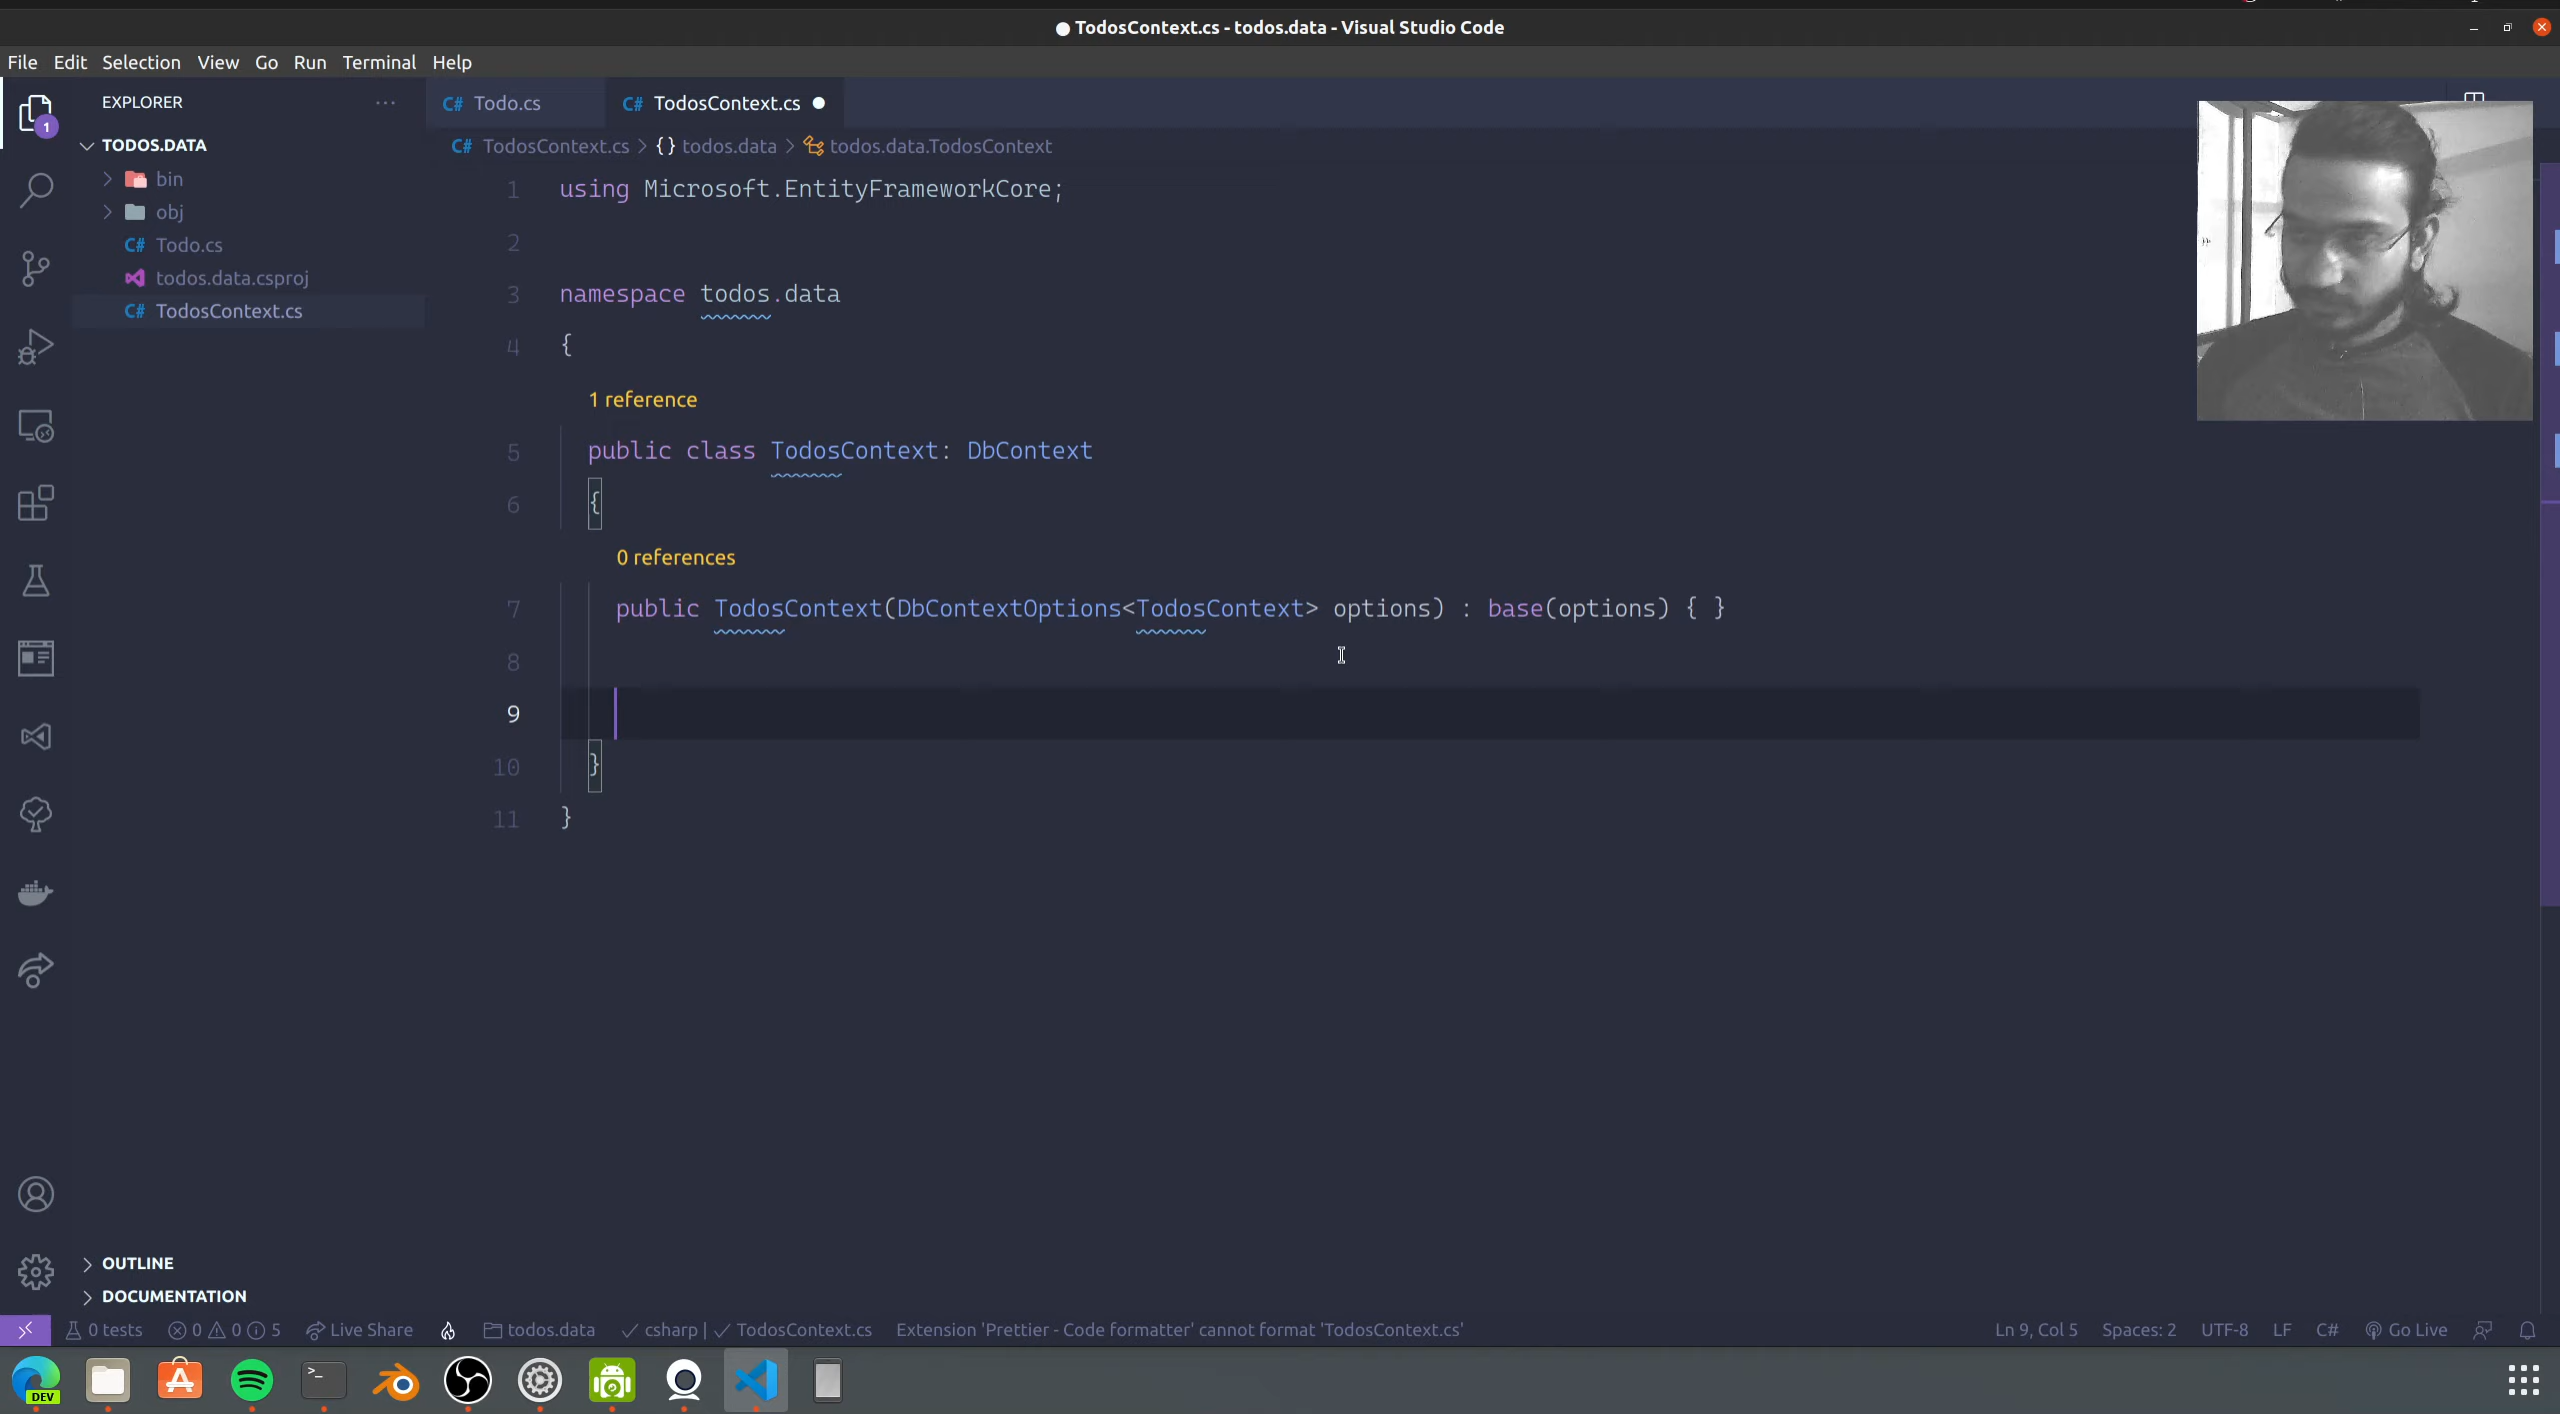 TodosContext.cs - todos.data - Visual Studio Code
File Edit Selection View Go Run Terminal Help
EXPLORER
1
TODOS.DATA
bin
obj
C# Todo.cs
todos.data.csproj
C# TodosContext.cs
OUTLINE
DOCUMENTATION
C# Todo.cs
C# TodosContext.cs
C# TodosContext.cs > {} todos.data > todos.data.TodosContext
1 using Microsoft.EntityFrameworkCore;
2
3 namespace todos.data
4 {
1 reference
5 public class TodosContext: DbContext
6 {
0 references
7 public TodosContext(DbContextOptions<TodosContext> options) : base(options) { }
8
9
10 }
11 }
0 tests 0 0 5 Live Share todos.data csharp | TodosContext.cs Extension 'Prettier - Code formatter' cannot format 'TodosContext.cs' Ln 9, Col 5 Spaces: 2 UTF-8 LF C# Go Live
DEV